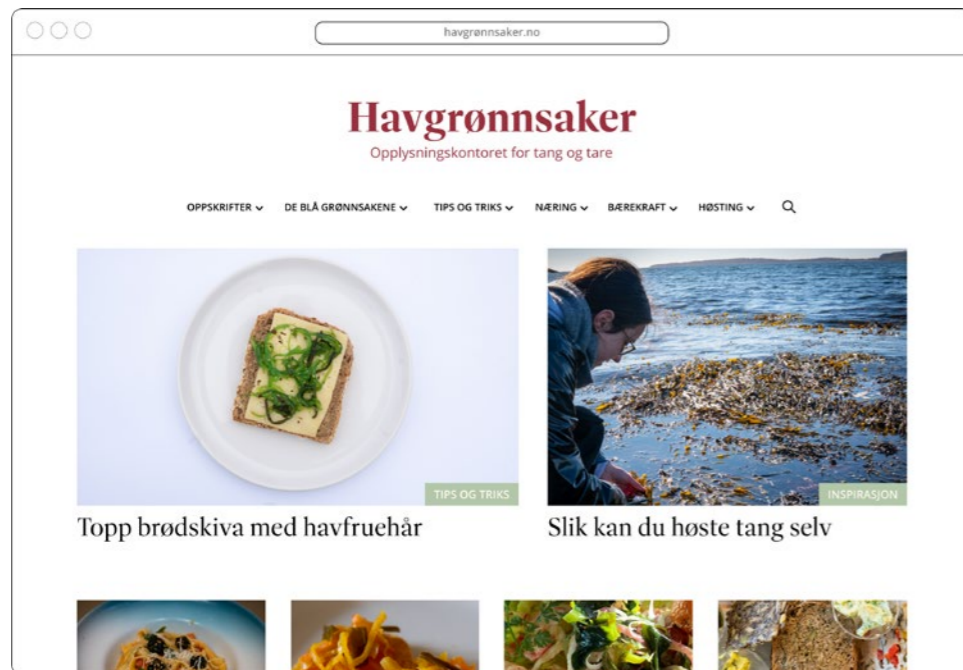 havgrønnsaker.no
Havgrønnsaker
Opplysningskontoret for tang og tare
OPPSKRIFTER DE BLÅ GRØNNSAKENE TIPS OG TRIKS NÆRING BÆREKRAFT HØSTING
TIPS OG TRIKS
Topp brødskiva med havfruehår
INSPIRASJON
Slik kan du høste tang selv